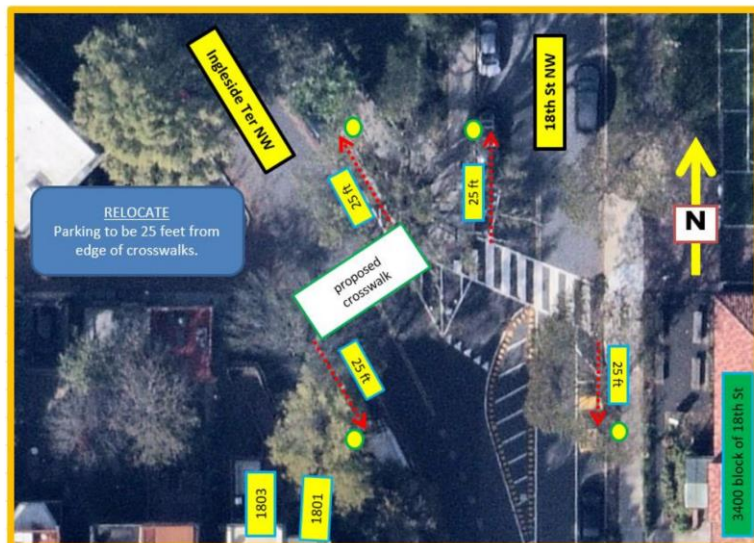 Ingleside Ter NW
18th St NW
25 ft
25 ft
RELOCATE
Parking to be 25 feet from
edge of crosswalks.
N
proposed
crosswalk
25 ft
25 ft
1803
1801
3400 block of 18th St